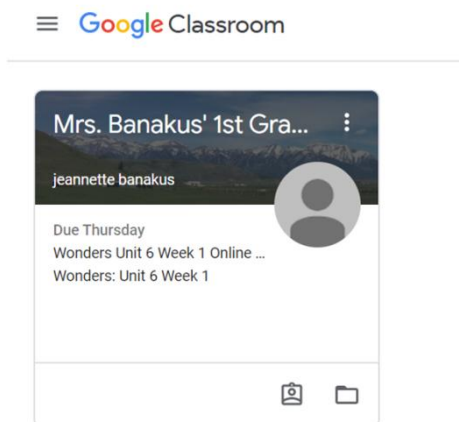 Google Classroom
Mrs. Banakus' 1st Gra...
jeannette banakus
Due Thursday
Wonders Unit 6 Week 1 Online ...
Wonders: Unit 6 Week 1